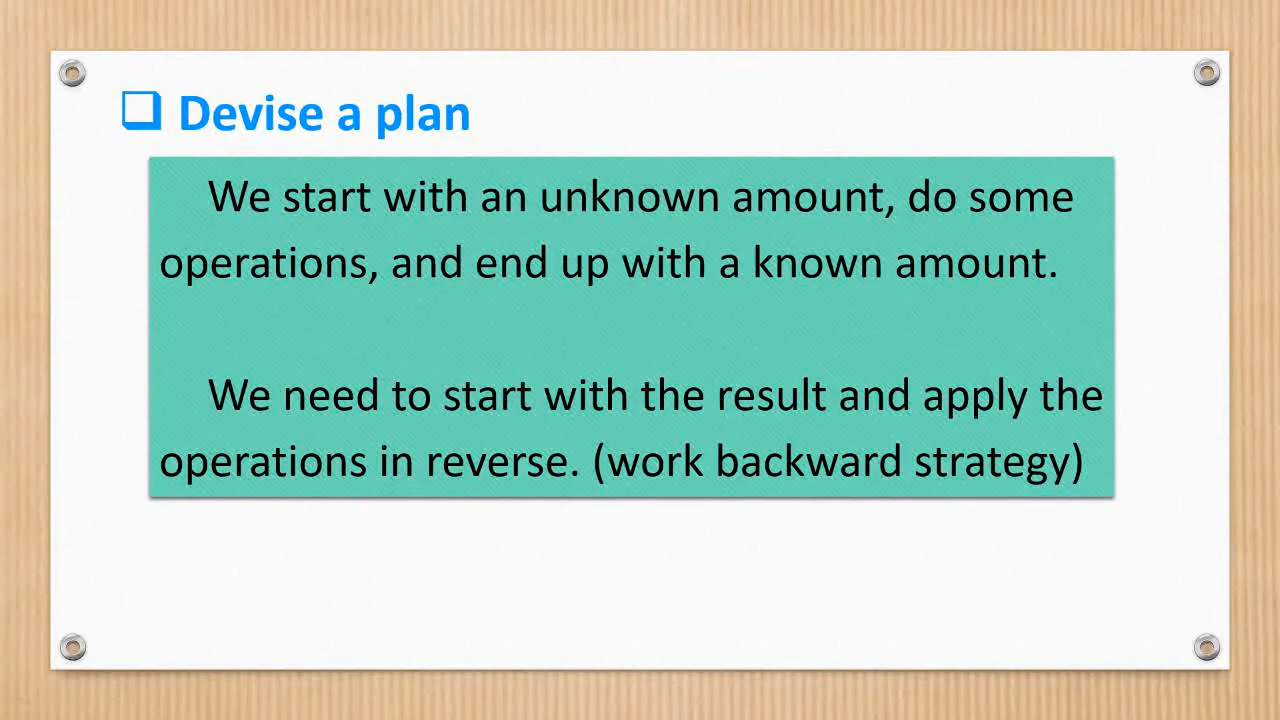 ❑ Devise a plan
We start with an unknown amount, do some
operations, and end up with a known amount.
We need to start with the result and apply the
operations in reverse. (work backward strategy)